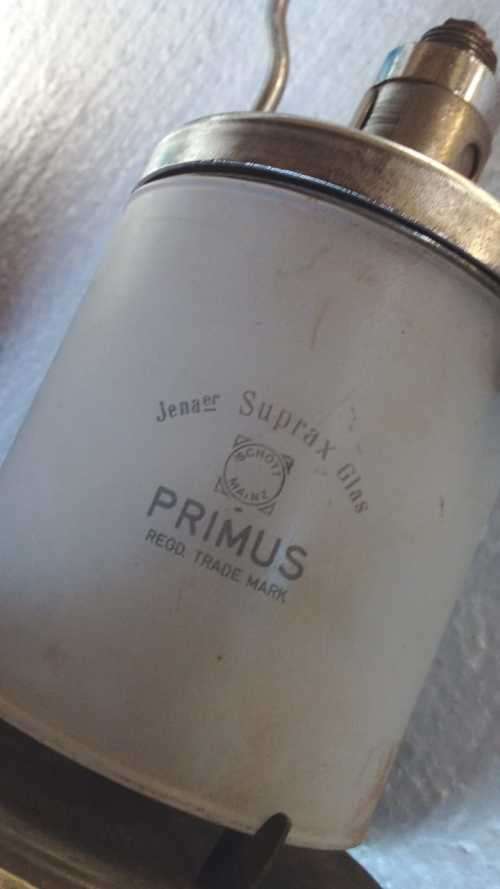 Jenaer Suprax Glas
SCHOTT
MAINZ
PRIMUS
REGD. TRADE MARK